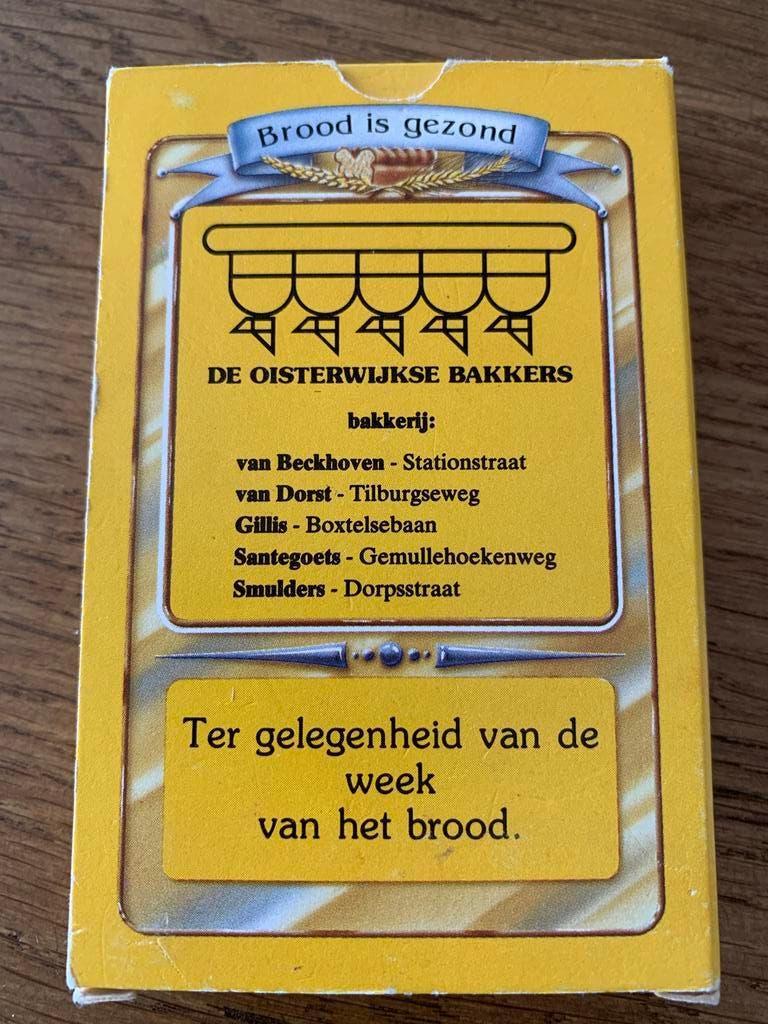 Brood is gezond
DE OISTERWIJKSE BAKKERS
bakkerij:
van Beckhoven - Stationstraat
van Dorst - Tilburgseweg
Gillis - Boxtelsebaan
Santegoets - Gemullehoekenweg
Smulders - Dorpsstraat
Ter gelegenheid van de
week
van het brood.